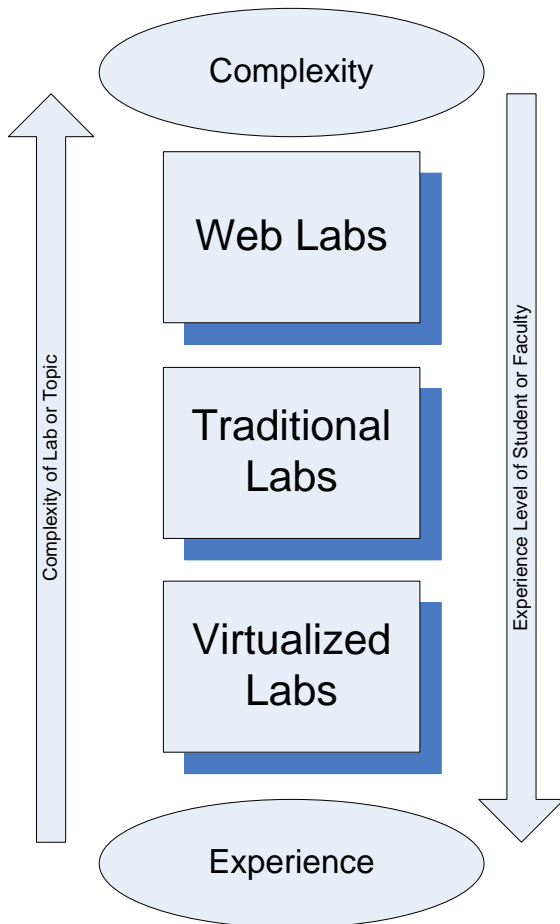 Complexity
Web Labs
Traditional
Labs
Virtualized
Labs
Experience
Complexity of Lab or Topic
Experience Level of Student or Faculty